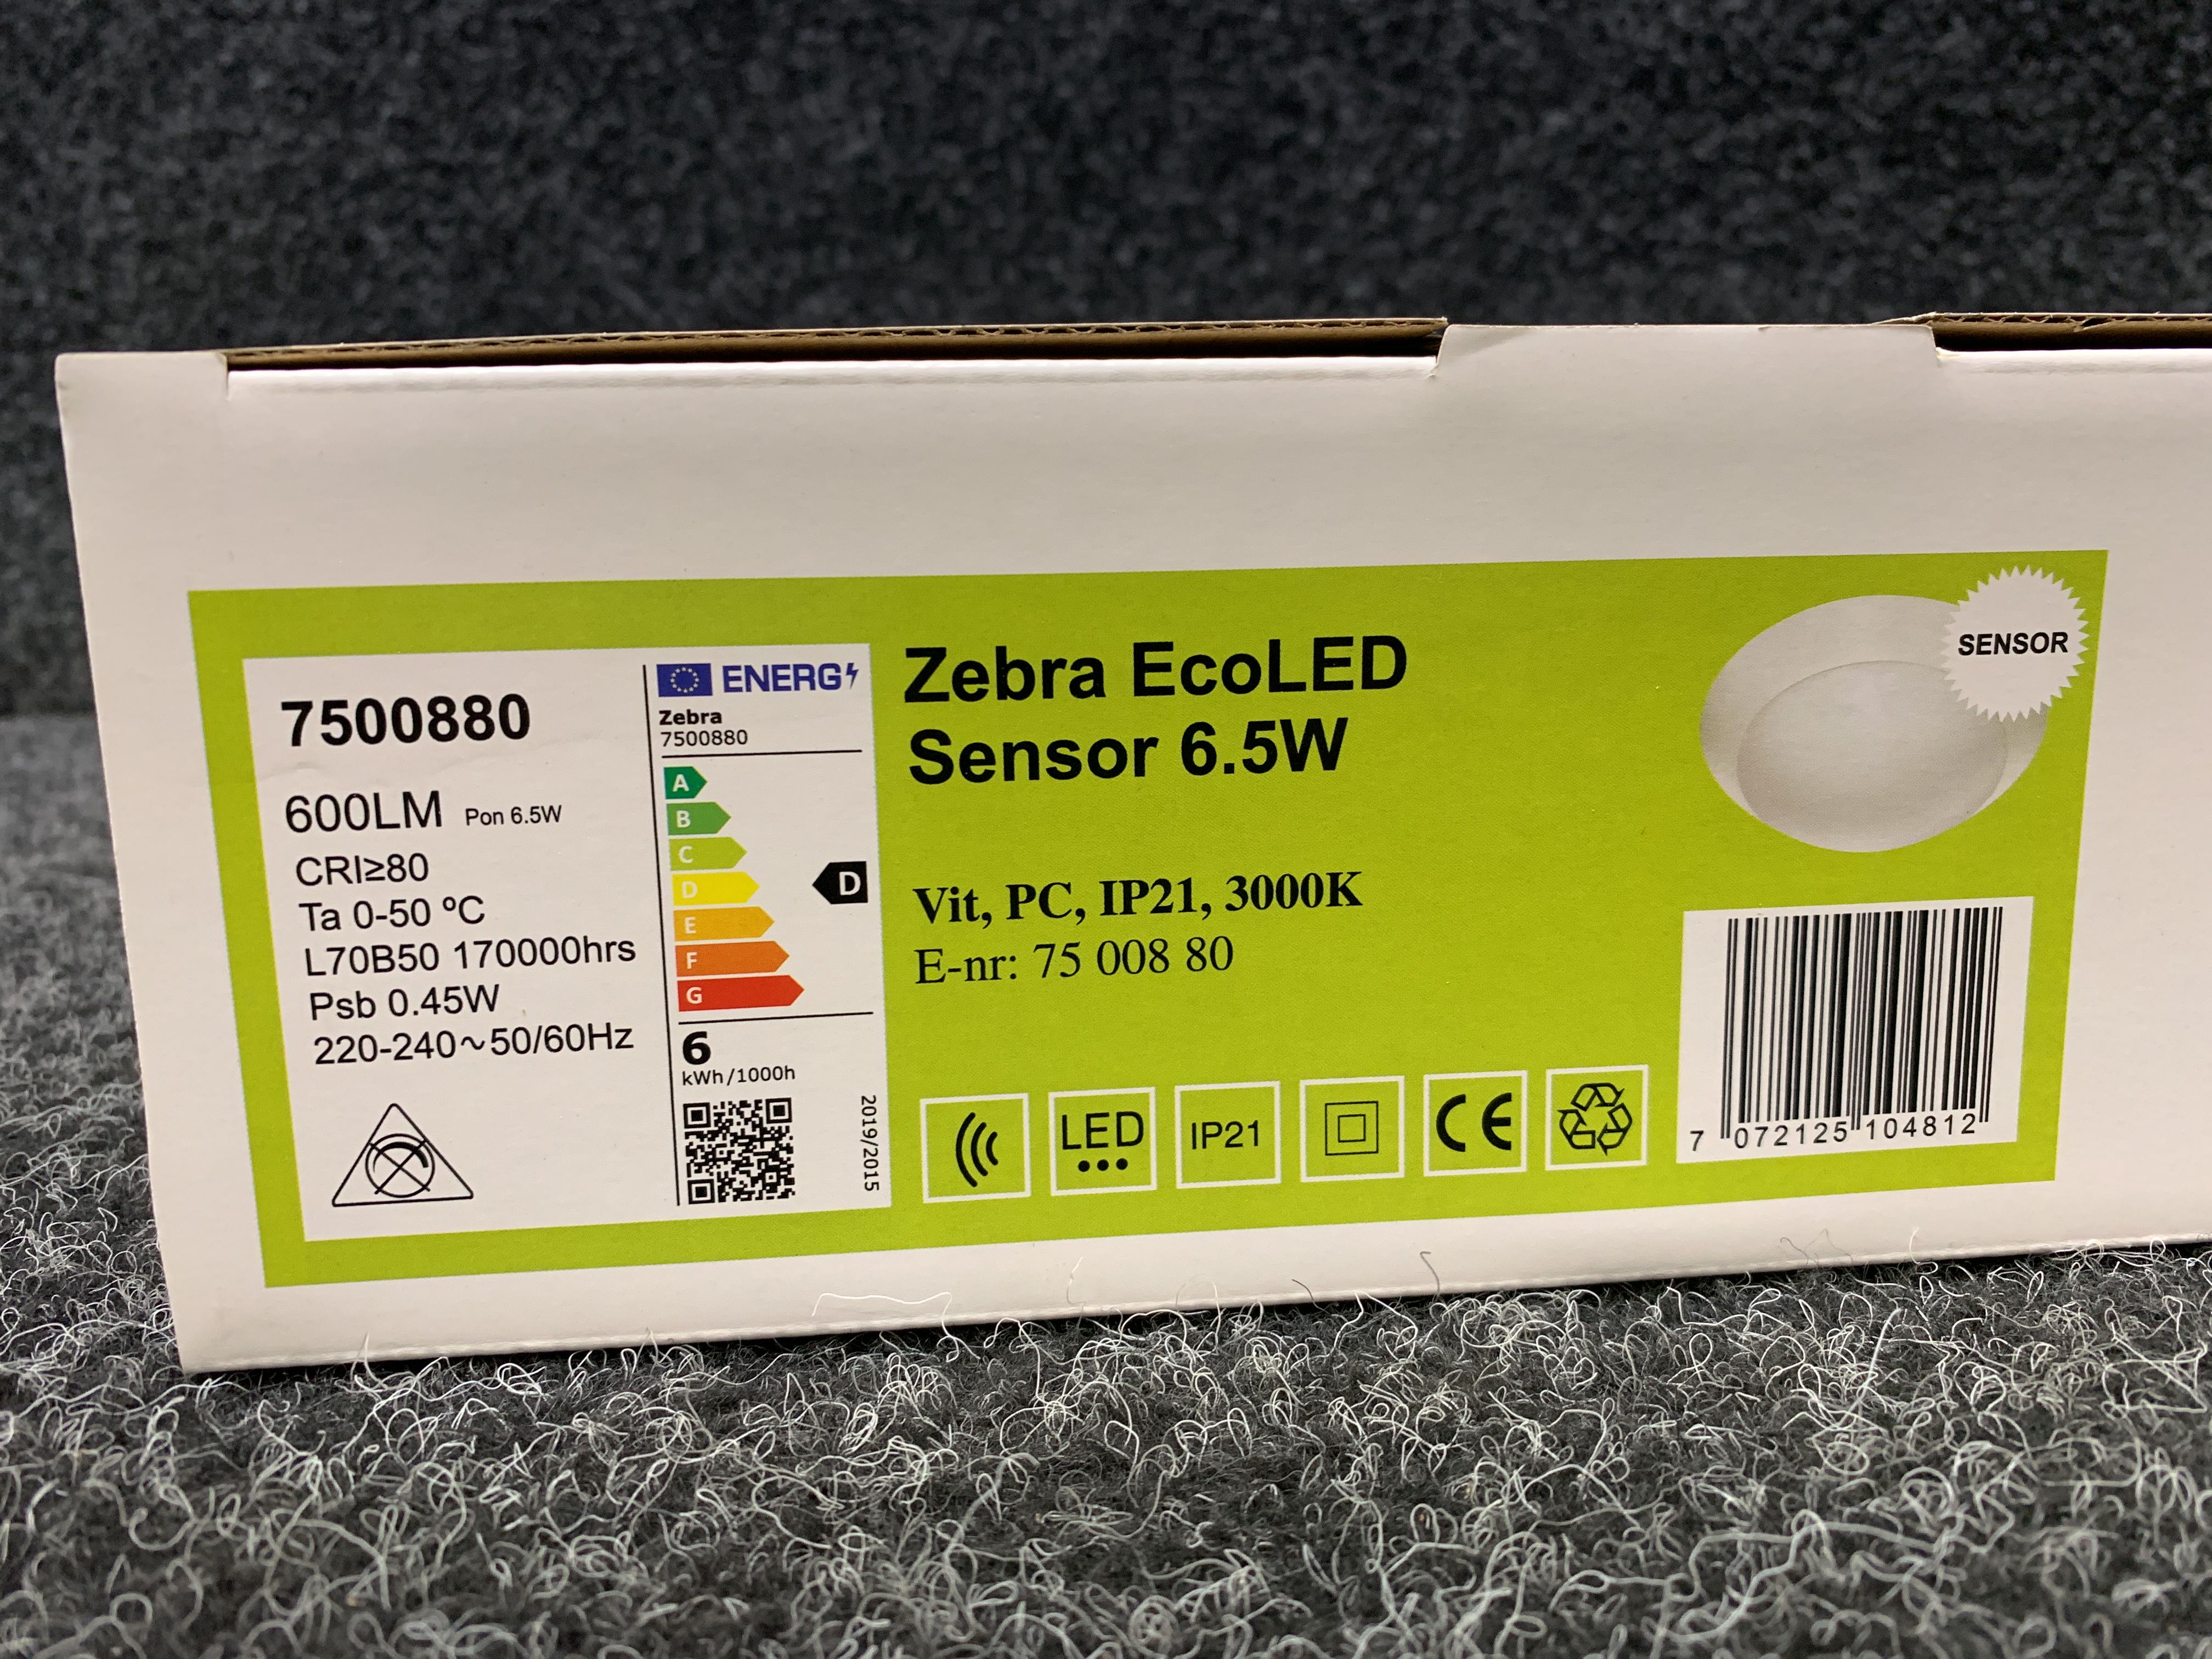 7500880
600LM Pon 6.5W
CRI≥80
Ta 0-50 ºC
L70B50 170000hrs
Psb 0.45W
220-240~50/60Hz
ENERG
Zebra
7500880
A
B
C
D
E
F
G
D
6
kWh/1000h
2019/2015
Zebra EcoLED
Sensor 6.5W
Vit, PC, IP21, 3000K
E-nr: 75 008 80
LED
IP21
CE
SENSOR
7 072125 104812